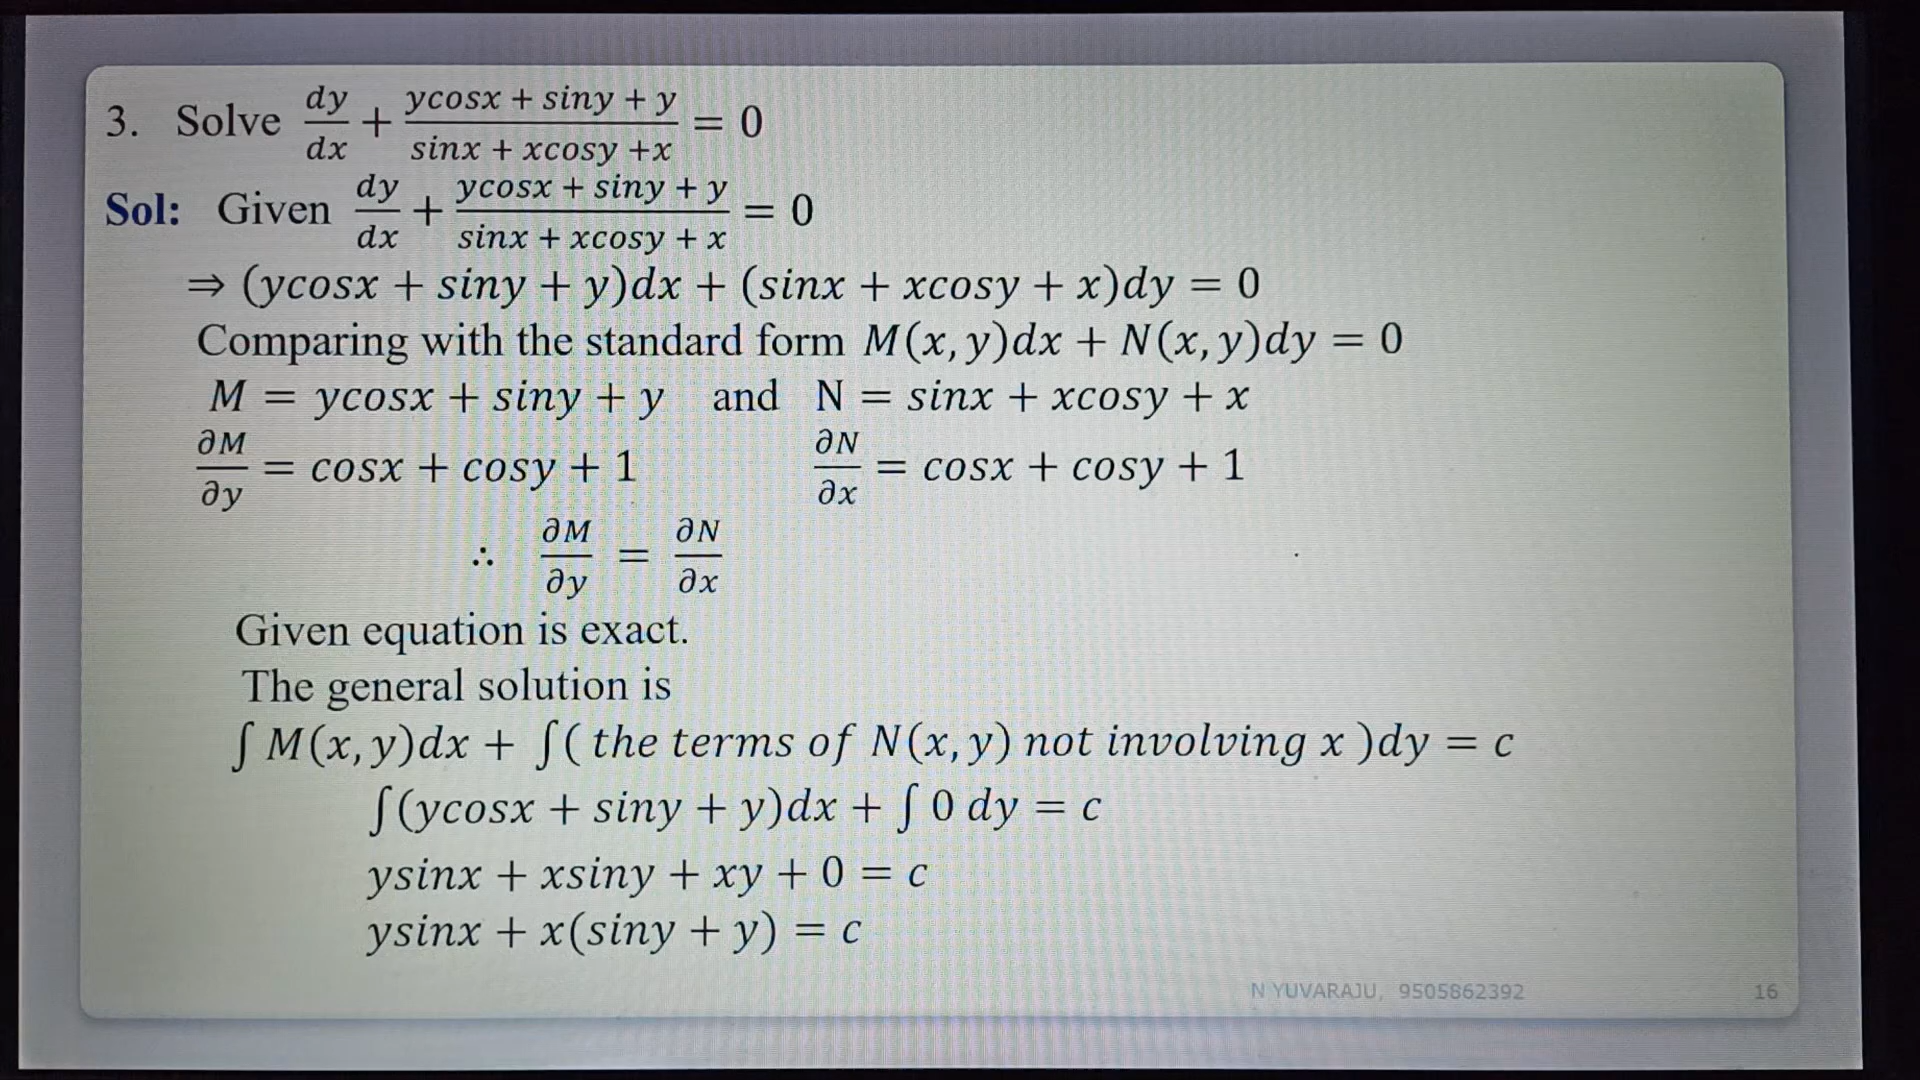 3. Solve dy/dx + (ycosx + siny + y)/(sinx + xcosy +x) = 0
Sol: Given dy/dx + (ycosx + siny + y)/(sinx + xcosy + x) = 0
⇒ (ycosx + siny + y)dx + (sinx + xcosy + x)dy = 0
Comparing with the standard form M(x, y)dx + N(x, y)dy = 0
M = ycosx + siny + y and N = sinx + xcosy + x
∂M/∂y = cosx + cosy + 1 ∂N/∂x = cosx + cosy + 1
∴ ∂M/∂y = ∂N/∂x
Given equation is exact.
The general solution is
∫ M(x, y)dx + ∫( the terms of N(x, y) not involving x )dy = c
∫(ycosx + siny + y)dx + ∫ 0 dy = c
ysinx + xsiny + xy + 0 = c
ysinx + x(siny + y) = c
N YUVARAJU, 9505862392 16